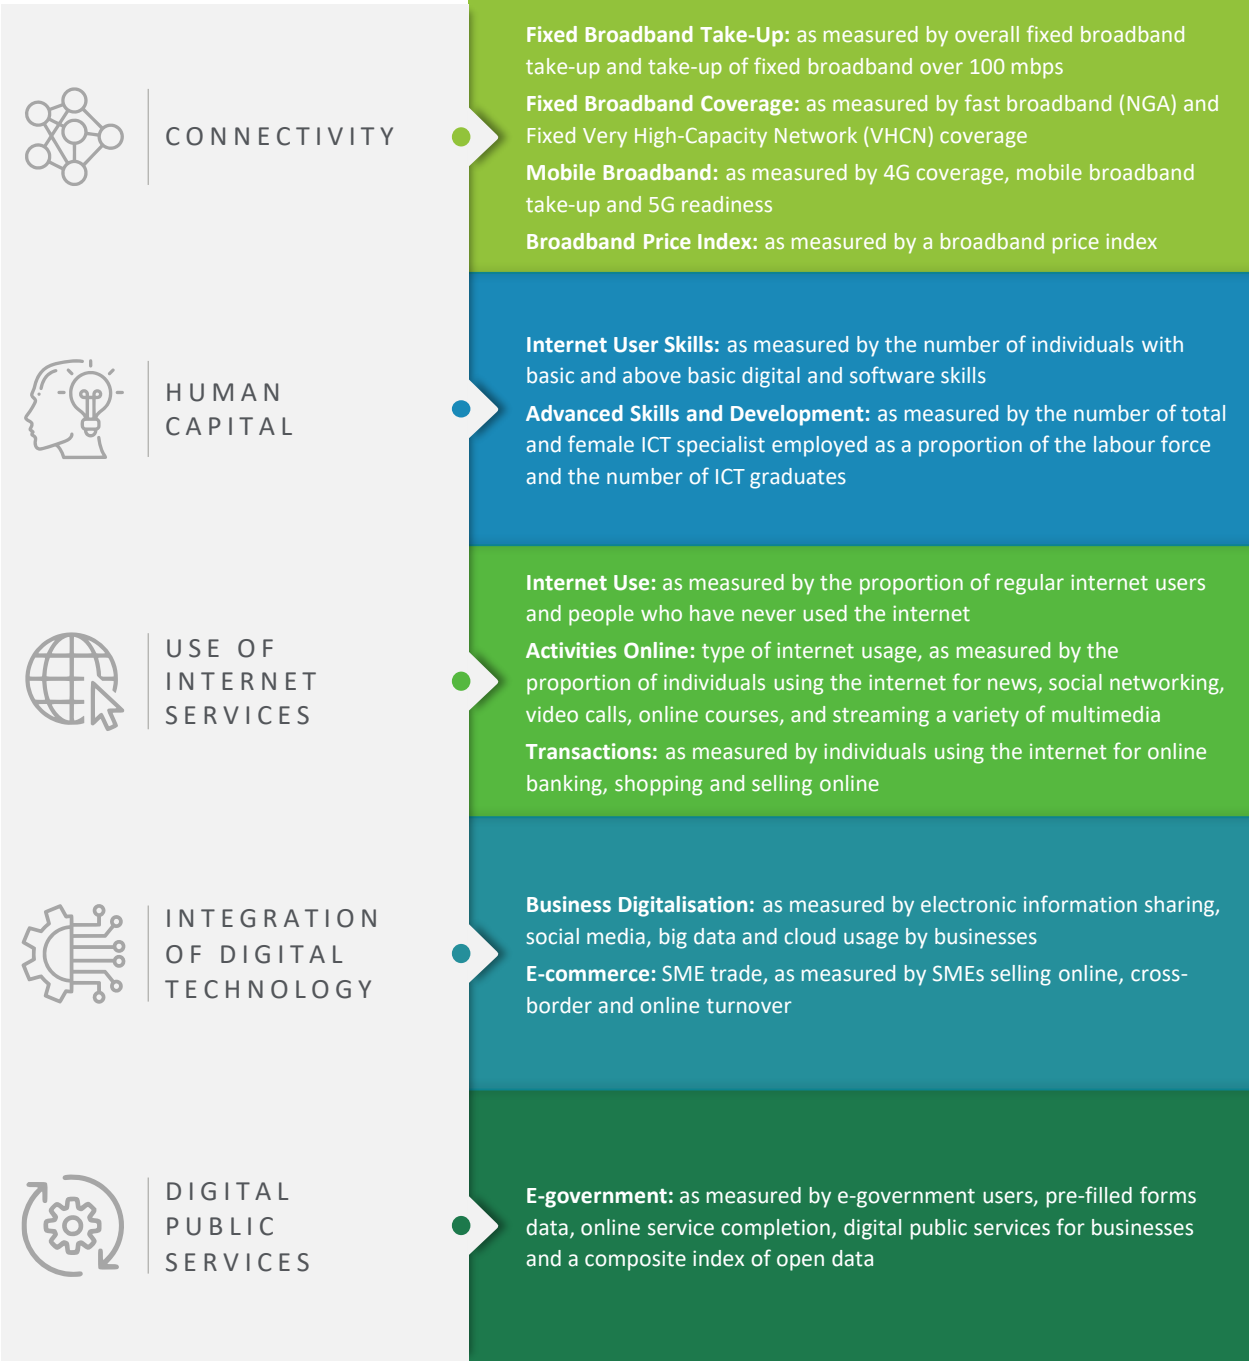 CONNECTIVITY
Fixed Broadband Take-Up: as measured by overall fixed broadband
take-up and take-up of fixed broadband over 100 mbps
Fixed Broadband Coverage: as measured by fast broadband (NGA) and
Fixed Very High-Capacity Network (VHCN) coverage
Mobile Broadband: as measured by 4G coverage, mobile broadband
take-up and 5G readiness
Broadband Price Index: as measured by a broadband price index
HUMAN
CAPITAL
Internet User Skills: as measured by the number of individuals with
basic and above basic digital and software skills
Advanced Skills and Development: as measured by the number of total
and female ICT specialist employed as a proportion of the labour force
and the number of ICT graduates
USE OF
INTERNET
SERVICES
Internet Use: as measured by the proportion of regular internet users
and people who have never used the internet
Activities Online: type of internet usage, as measured by the
proportion of individuals using the internet for news, social networking,
video calls, online courses, and streaming a variety of multimedia
Transactions: as measured by individuals using the internet for online
banking, shopping and selling online
INTEGRATION
OF DIGITAL
TECHNOLOGY
Business Digitalisation: as measured by electronic information sharing,
social media, big data and cloud usage by businesses
E-commerce: SME trade, as measured by SMEs selling online, cross-
border and online turnover
DIGITAL
PUBLIC
SERVICES
E-government: as measured by e-government users, pre-filled forms
data, online service completion, digital public services for businesses
and a composite index of open data